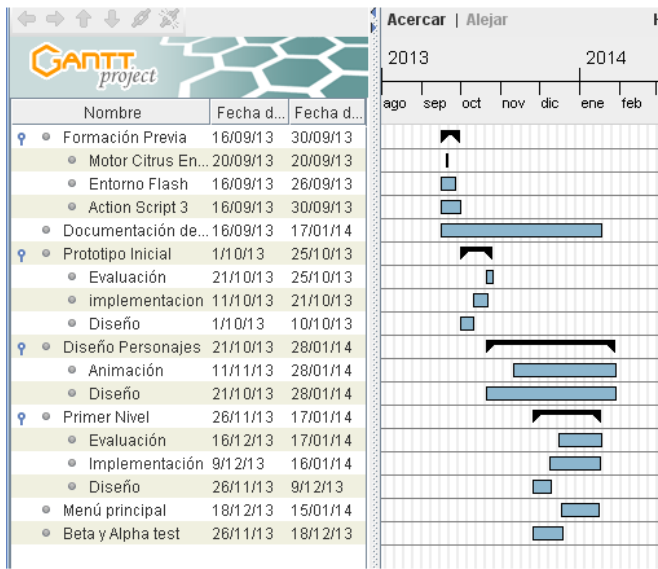 Acercar | Alejar
GANTT
project
2013 2014
ago sep oct nov dic ene feb
Nombre Fecha d... Fecha d...
Formación Previa 16/09/13 30/09/13
Motor Citrus En... 20/09/13 20/09/13
Entorno Flash 16/09/13 26/09/13
Action Script 3 16/09/13 30/09/13
Documentación de... 16/09/13 17/01/14
Prototipo Inicial 1/10/13 25/10/13
Evaluación 21/10/13 25/10/13
implementacion 11/10/13 21/10/13
Diseño 1/10/13 10/10/13
Diseño Personajes 21/10/13 28/01/14
Animación 11/11/13 28/01/14
Diseño 21/10/13 28/01/14
Primer Nivel 26/11/13 17/01/14
Evaluación 16/12/13 17/01/14
Implementación 9/12/13 16/01/14
Diseño 26/11/13 9/12/13
Menú principal 18/12/13 15/01/14
Beta y Alpha test 26/11/13 18/12/13